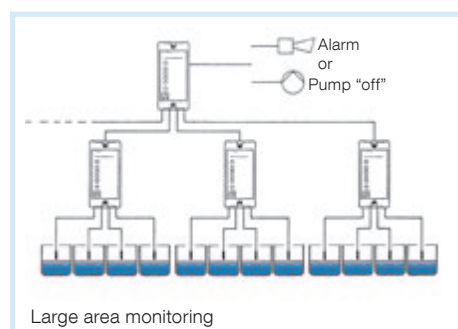 Alarm
or
Pump “off”
Large area monitoring